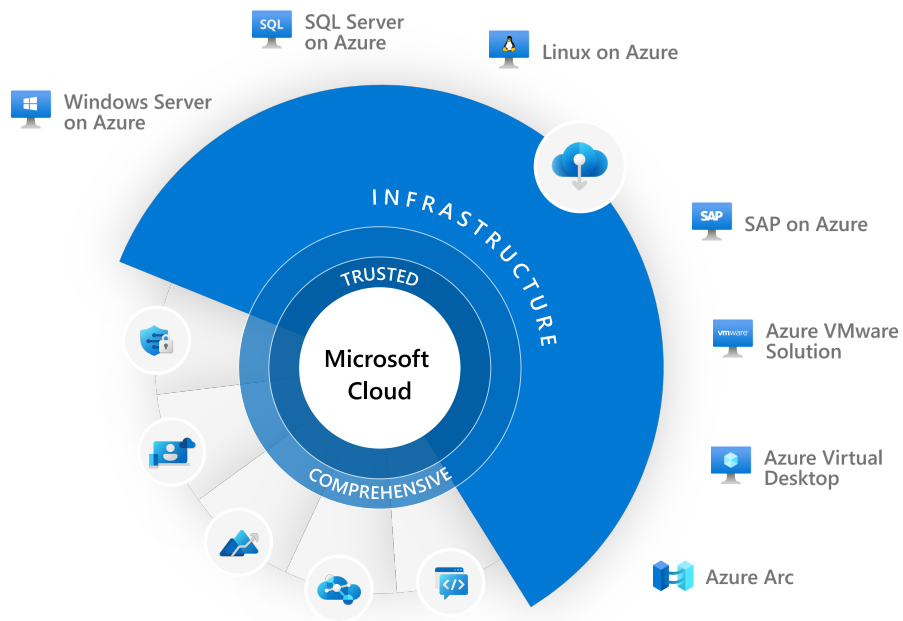 SQL
SQL Server
on Azure
Linux on Azure
Windows Server
on Azure
INFRASTRUCTURE
SAP
SAP on Azure
TRUSTED
Microsoft
Cloud
vmware
Azure VMware
Solution
COMPREHENSIVE
Azure Virtual
Desktop
</>
Azure Arc